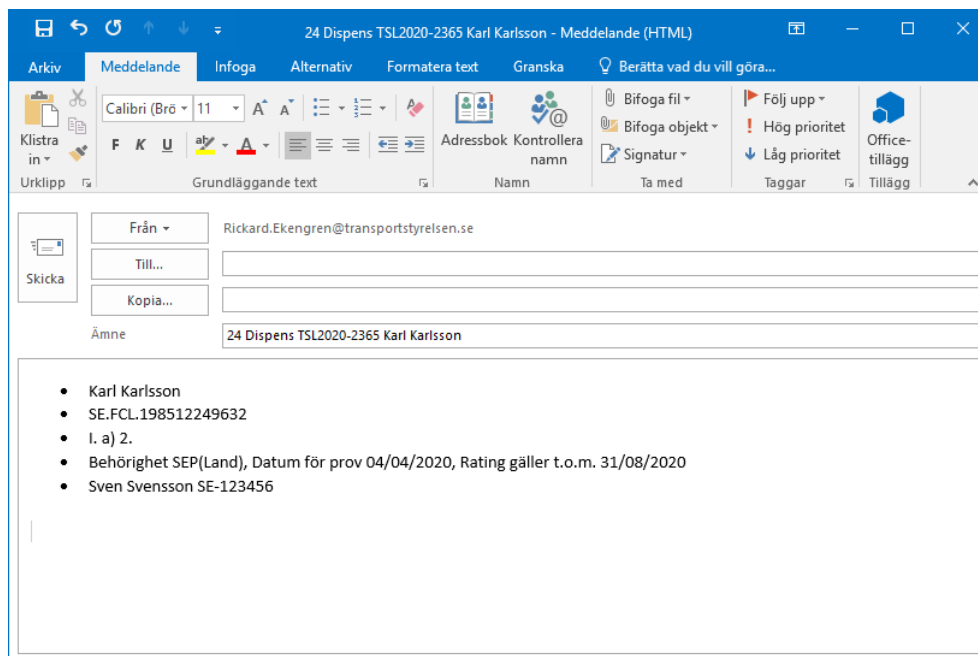 24 Dispens TSL2020-2365 Karl Karlsson - Meddelande (HTML)
Arkiv Meddelande Infoga Alternativ Formatera text Granska Berätta vad du vill göra...
Klistra in
Urklipp
Calibri (Brö 11 A A
F K U aby A
Grundläggande text
Adressbok Kontrollera namn
Namn
Bifoga fil
Bifoga objekt
Signatur
Ta med
Följ upp
Hög prioritet
Låg prioritet
Taggar
Office-
tillägg
Tillägg
Skicka
Från Rickard.Ekengren@transportstyrelsen.se
Till...
Kopia...
Ämne 24 Dispens TSL2020-2365 Karl Karlsson
• Karl Karlsson
• SE.FCL.198512249632
• I. a) 2.
• Behörighet SEP(Land), Datum för prov 04/04/2020, Rating gäller t.o.m. 31/08/2020
• Sven Svensson SE-123456